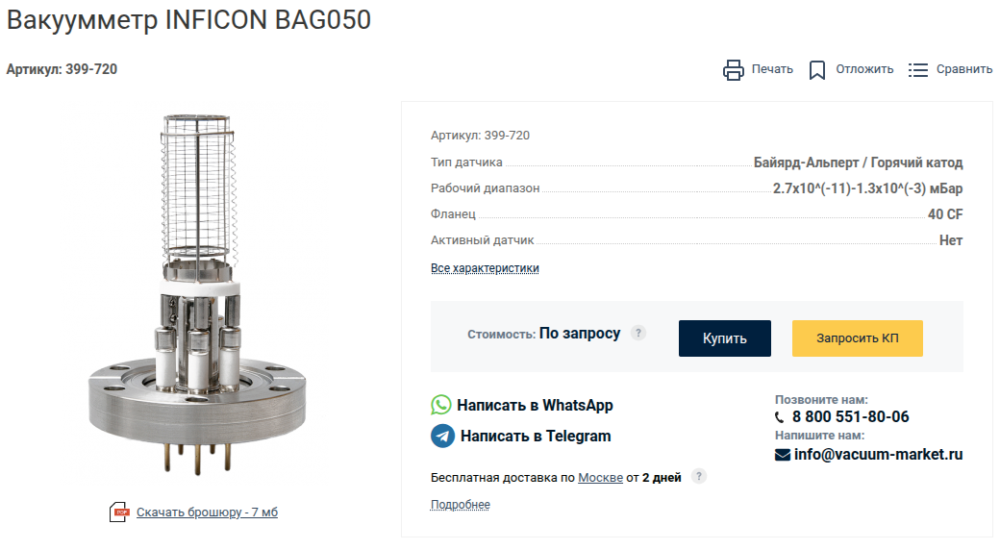 Вакуумметр INFICON BAG050
Артикул: 399-720
Печать
Отложить
Сравнить
Артикул: 399-720
Тип датчика Байярд-Альперт / Горячий катод
Рабочий диапазон 2.7x10^(-11)-1.3x10^(-3) мБар
Фланец 40 CF
Активный датчик Нет
Все характеристики
Стоимость: По запросу ?
Купить
Запросить КП
Написать в WhatsApp
Написать в Telegram
Позвоните нам:
8 800 551-80-06
Напишите нам:
info@vacuum-market.ru
Бесплатная доставка по Москве от 2 дней ?
Подробнее
PDF
Скачать брошюру - 7 мб